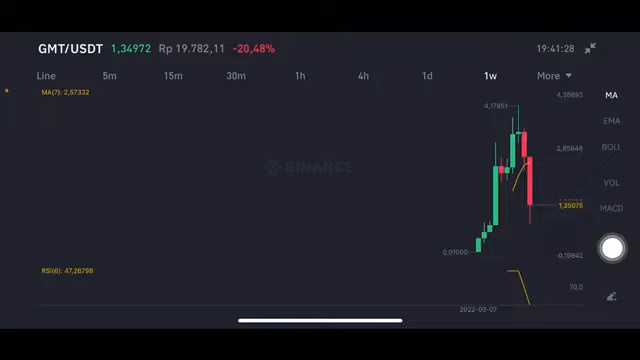 GMT/USDT 1,34972 Rp 19.782,11 -20,48% 19:41:28
Line 5m 15m 30m 1h 4h 1d 1w More
MA(7): 2,57332
4,38693
MA
4,17851
EMA
2,85848
BOLL
BINANCE
VOL
1,35075
MACD
0,01000
-0,19842
RSI(6): 47,26798
70,0
2022-03-07